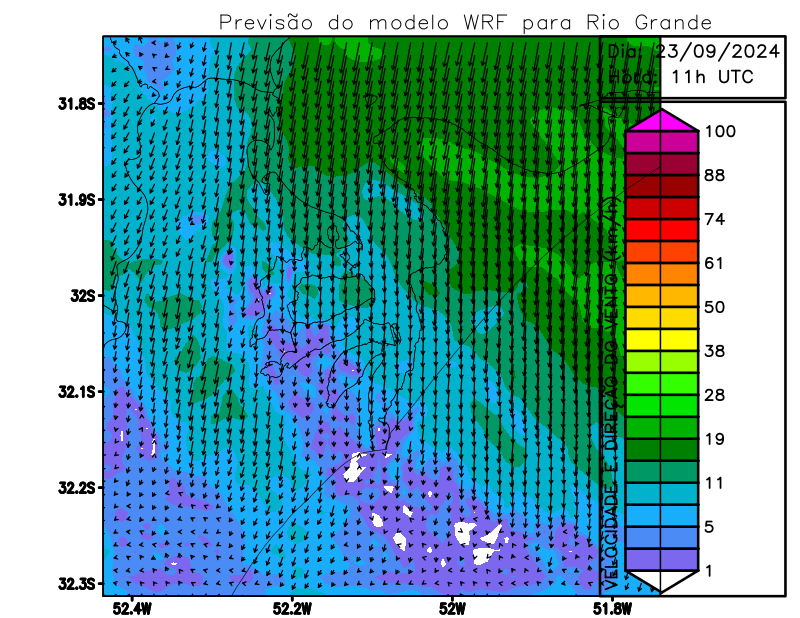 Previsão do modelo WRF para Rio Grande
Dia: 23/09/2024
Hora: 11h UTC
31.8S
31.9S
32S
32.1S
32.2S
32.3S
52.4W
52.2W
52W
51.8W
VELOCIDADE E DIREÇÃO DO VENTO (km/h)
100
88
74
61
50
38
28
19
11
5
1